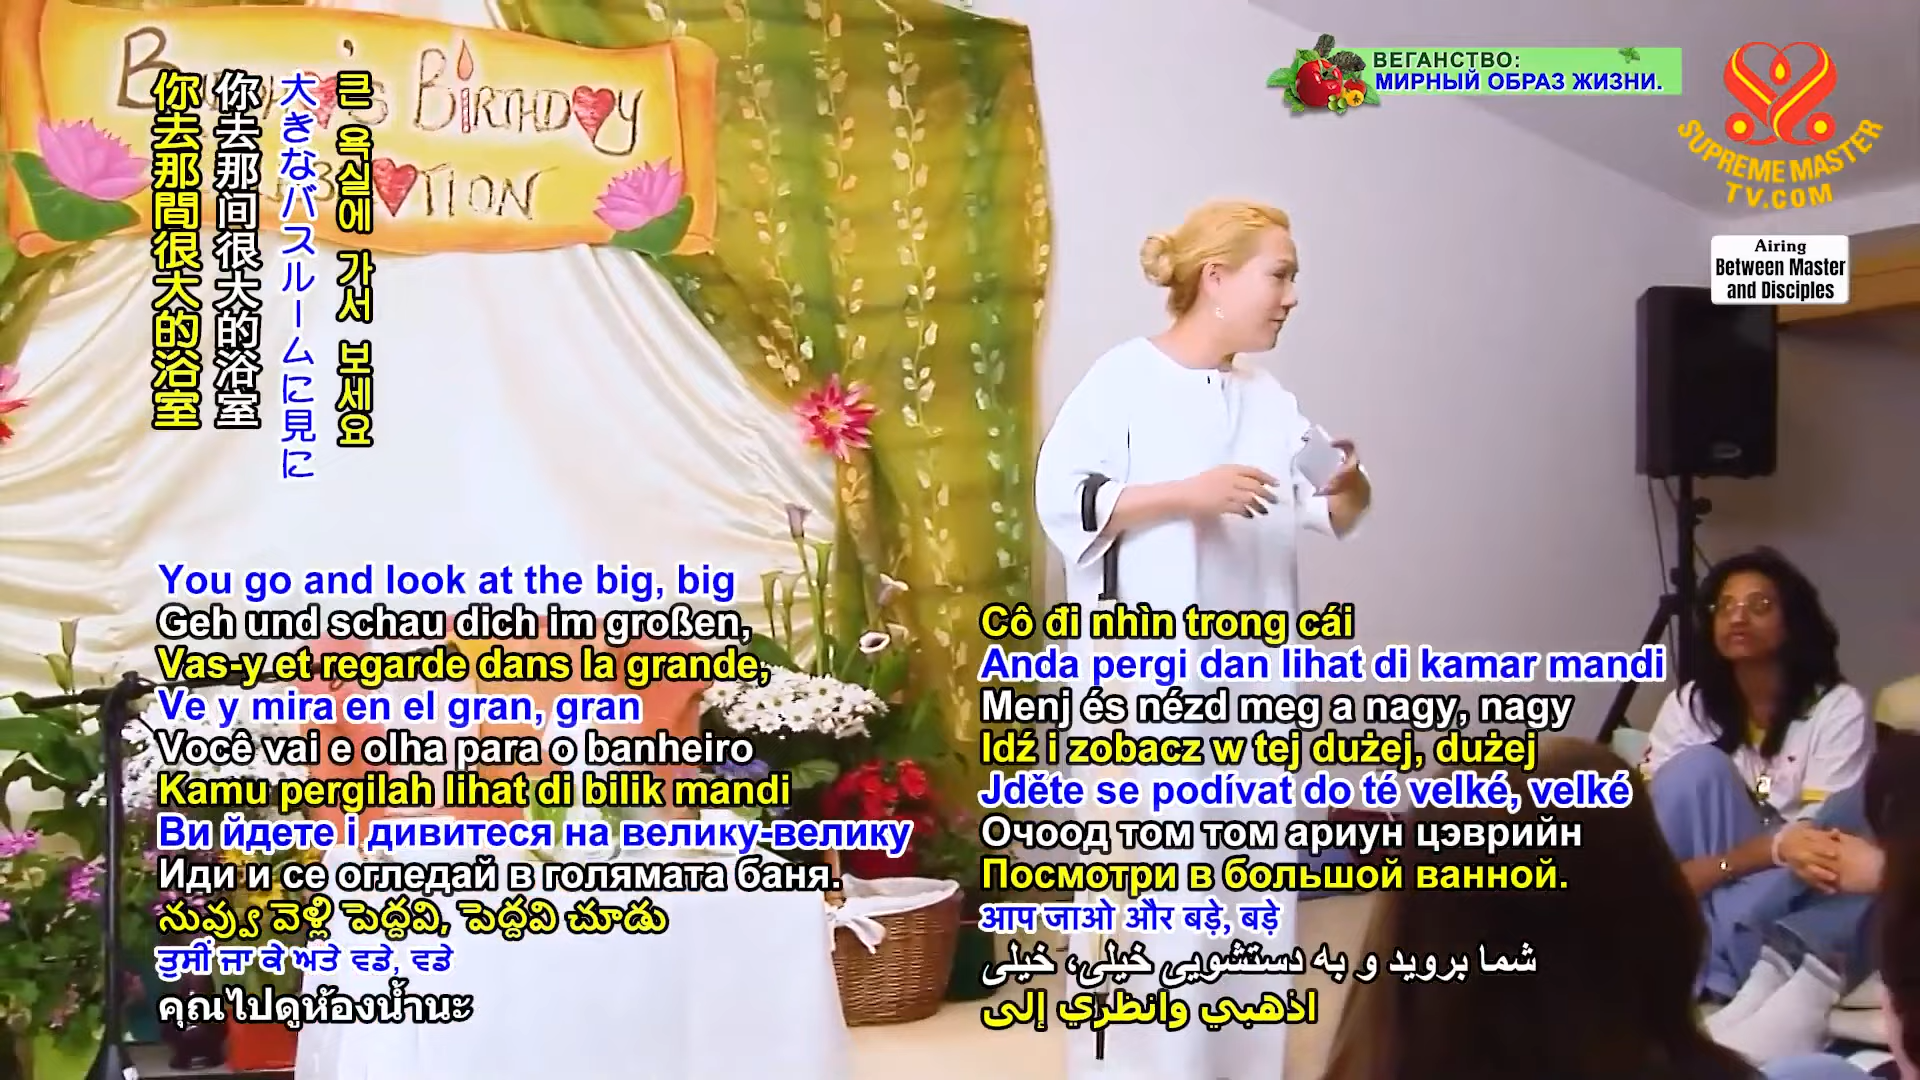 BIRTHDAY
你去那間很大的浴室
你去那间很大的浴室
大きなバスルームに見に
큰 욕실에 가서 보세요
ВЕГАНСТВО:
МИРНЫЙ ОБРАЗ ЖИЗНИ.
SUPREME MASTER
TV.COM
Airing
Between Master
and Disciples
You go and look at the big, big
Geh und schau dich im großen,
Vas-y et regarde dans la grande,
Ve y mira en el gran, gran
Você vai e olha para o banheiro
Kamu pergilah lihat di bilik mandi
Ви йдете і дивитеся на велику-велику
Иди и се огледай в голямата баня.
నువ్వు వెళ్లి పెద్దవి, పెద్దవి చూడు
ਤੁਸੀਂ ਜਾ ਕੇ ਅਤੇ ਵਡੇ, ਵਡੇ
คุณไปดูห้องน้ำนะ
Cô đi nhìn trong cái
Anda pergi dan lihat di kamar mandi
Menj és nézd meg a nagy, nagy
Idź i zobacz w tej dużej, dużej
Jděte se podívat do té velké, velké
Очоод том том ариун цэврийн
Посмотри в большой ванной.
आप जाओ और बड़े, बड़े
شما بروید و به دستشویی خیلی، خیلی
اذهبي وانظري إلى